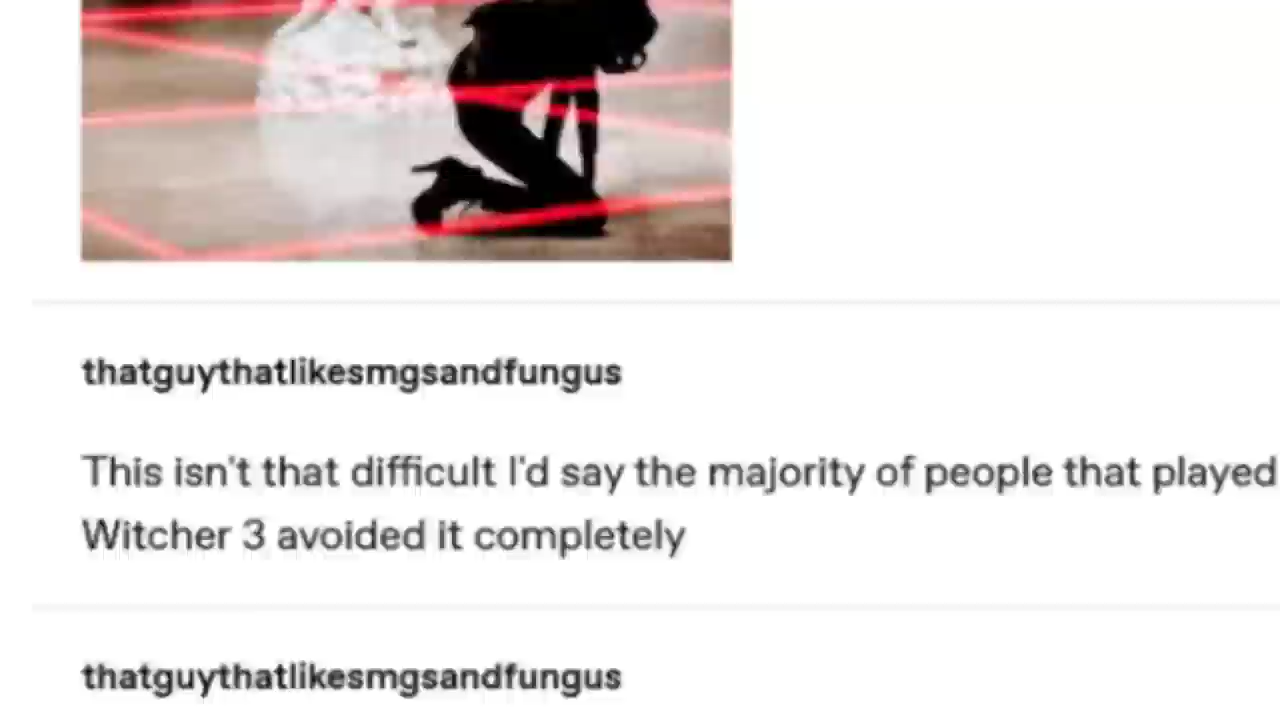 thatguythatlikesmgsandfungus
This isn't that difficult I'd say the majority of people that played
Witcher 3 avoided it completely
thatguythatlikesmgsandfungus